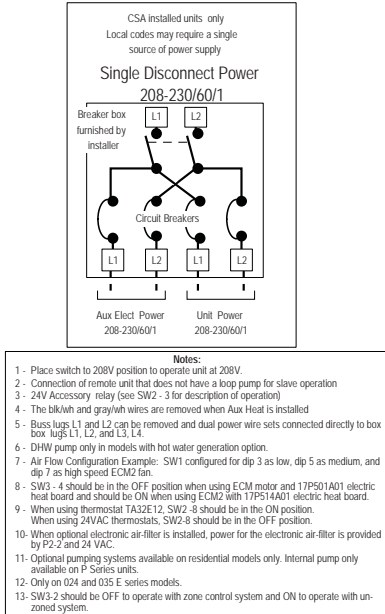 CSA installed units only
Local codes may require a single
source of power supply
Single Disconnect Power
208-230/60/1
Breaker box
furnished by
installer
L1
L2
Circuit Breakers
L1
L2
L1
L2
Aux Elect Power
208-230/60/1
Unit Power
208-230/60/1
Notes:
1 - Place switch to 208V position to operate unit at 208V.
2 - Connection of remote unit that does not have a loop pump for slave operation
3 - 24V Accessory relay (see SW2 - 3 for description of operation)
4 - The blk/wh and gray/wh wires are removed when Aux Heat is installed
5 - Buss lugs L1 and L2 can be removed and dual power wire sets connected directly to box
box lugs L1, L2, and L3, L4.
6 - DHW pump only in models with hot water generation option.
7 - Air Flow Configuration Example: SW1 configured for dip 3 as low, dip 5 as medium, and
dip 7 as high speed ECM2 fan.
8 - SW3 - 4 should be in the OFF position when using ECM motor and 17P501A01 electric
heat board and should be ON when using ECM2 with 17P514A01 electric heat board.
9 - When using thermostat TA32E12, SW2 -8 should be in the ON position.
When using 24VAC thermostats, SW2-8 should be in the OFF position.
10- When optional electronic air-filter is installed, power for the electronic air-filter is provided
by P2-2 and 24 VAC.
11- Optional pumping systems available on residential models only. Internal pump only
available on P Series units.
12- Only on 024 and 035 E series models.
13- SW3-2 should be OFF to operate with zone control system and ON to operate with un-
zoned system.